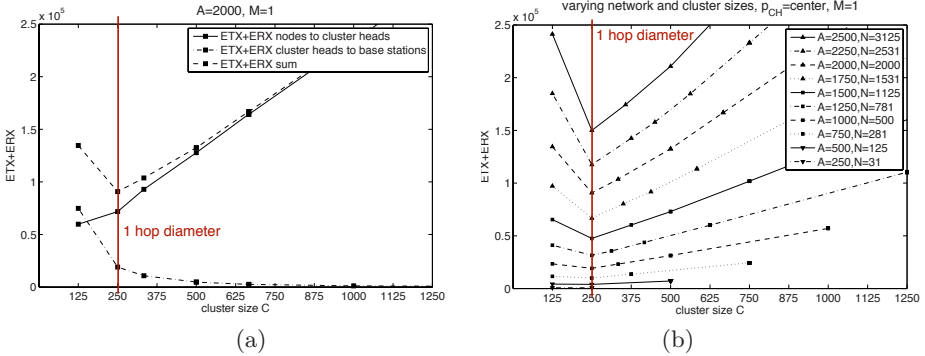 A=2000, M=1
x 10^5
ETX+ERX nodes to cluster heads
ETX+ERX cluster heads to base stations
ETX+ERX sum
1 hop diameter
ETX+ERX
2.5
2
1.5
1
0.5
0
125 250 375 500 625 750 875 1000 1125 1250
cluster size C
(a)
varying network and cluster sizes, p_CH=center, M=1
x 10^5
1 hop diameter
A=2500, N=3125
A=2250, N=2531
A=2000, N=2000
A=1750, N=1531
A=1500, N=1125
A=1250, N=781
A=1000, N=500
A=750, N=281
A=500, N=125
A=250, N=31
ETX+ERX
2.5
2
1.5
1
0.5
0
125 250 375 500 625 750 875 1000 1125 1250
cluster size C
(b)